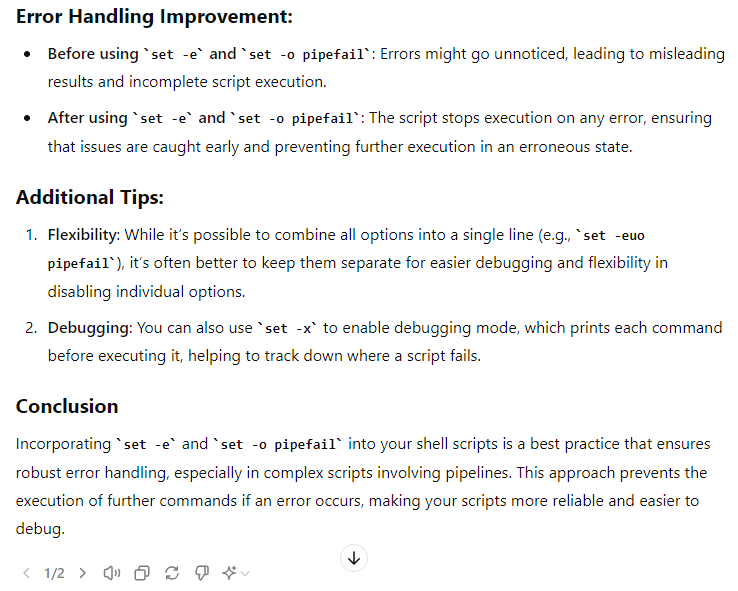 Error Handling Improvement:
Before using `set -e` and `set -o pipefail`: Errors might go unnoticed, leading to misleading
results and incomplete script execution.
After using `set -e` and `set -o pipefail`: The script stops execution on any error, ensuring
that issues are caught early and preventing further execution in an erroneous state.
Additional Tips:
1. Flexibility: While it's possible to combine all options into a single line (e.g., `set -euo
pipefail`), it's often better to keep them separate for easier debugging and flexibility in
disabling individual options.
2. Debugging: You can also use `set -x` to enable debugging mode, which prints each command
before executing it, helping to track down where a script fails.
Conclusion
Incorporating `set -e` and `set -o pipefail` into your shell scripts is a best practice that ensures
robust error handling, especially in complex scripts involving pipelines. This approach prevents the
execution of further commands if an error occurs, making your scripts more reliable and easier to
debug.
1/2